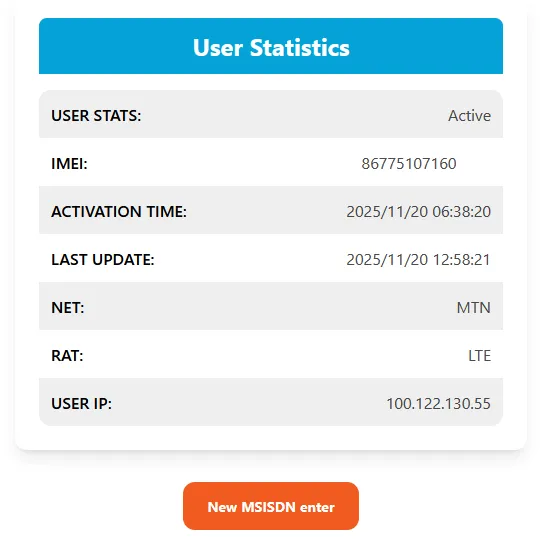 User Statistics
USER STATS: Active
IMEI: 86775107160
ACTIVATION TIME: 2025/11/20 06:38:20
LAST UPDATE: 2025/11/20 12:58:21
NET: MTN
RAT: LTE
USER IP: 100.122.130.55
New MSISDN enter